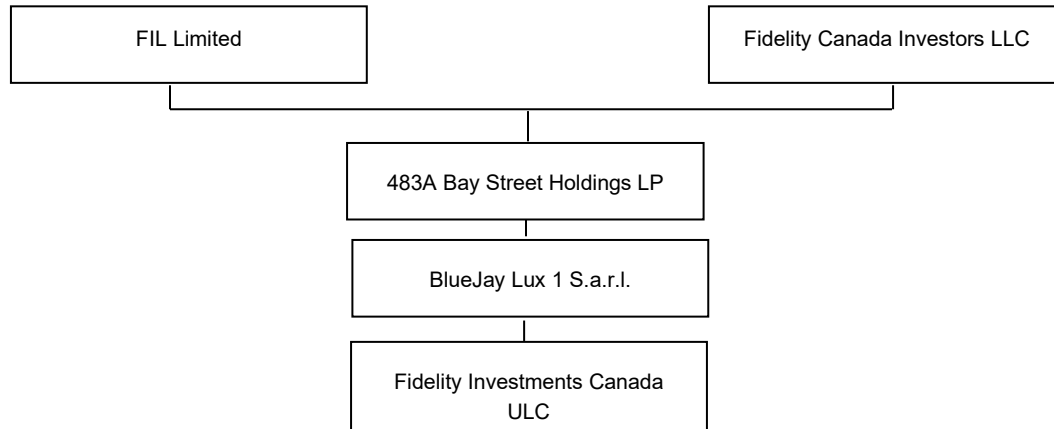 FIL Limited
Fidelity Canada Investors LLC
483A Bay Street Holdings LP
BlueJay Lux 1 S.a.r.l.
Fidelity Investments Canada
ULC